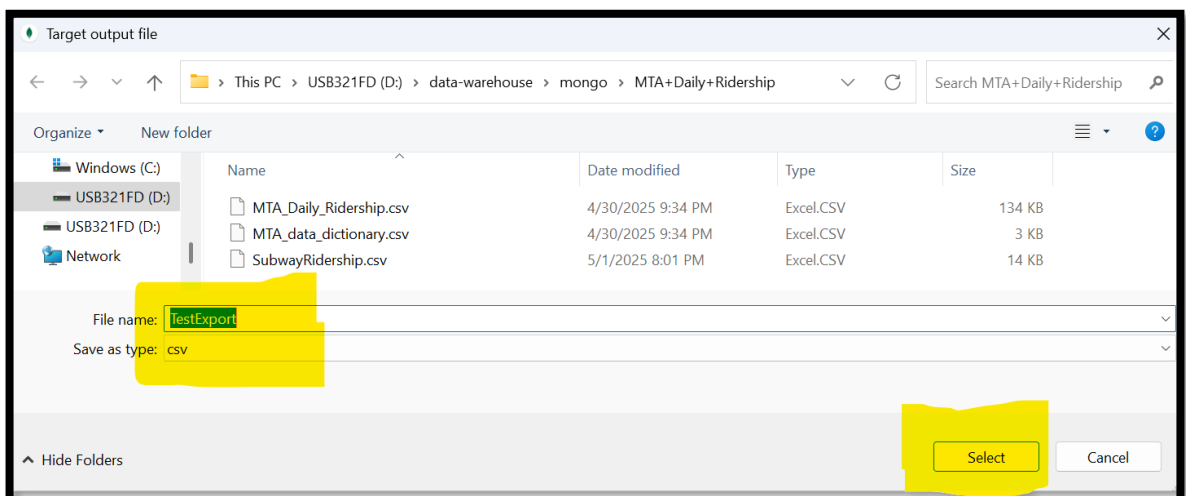 Target output file
This PC > USB321FD (D:) > data-warehouse > mongo > MTA+Daily+Ridership
Search MTA+Daily+Ridership
Organize
New folder
?
Windows (C:)
USB321FD (D:)
USB321FD (D:)
Network
Name Date modified Type Size
MTA_Daily_Ridership.csv 4/30/2025 9:34 PM Excel.CSV 134 KB
MTA_data_dictionary.csv 4/30/2025 9:34 PM Excel.CSV 3 KB
SubwayRidership.csv 5/1/2025 8:01 PM Excel.CSV 14 KB
File name: TestExport
Save as type: csv
Hide Folders
Select
Cancel